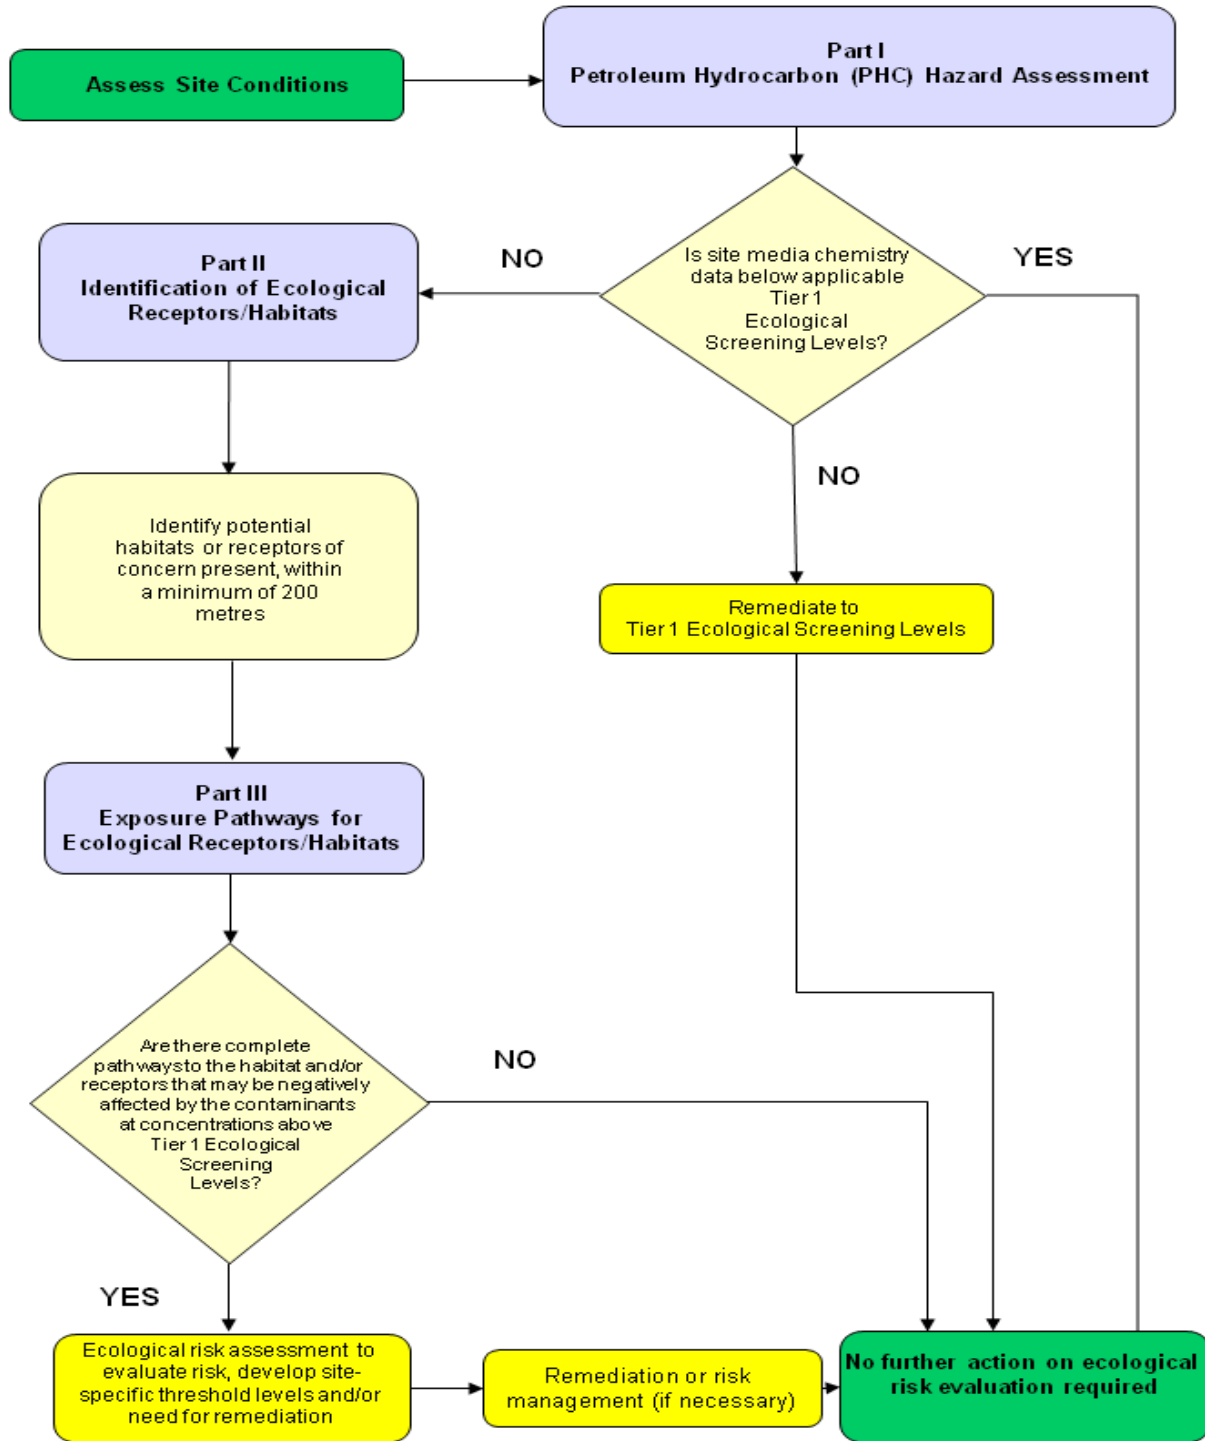 Assess Site Conditions
Part I
Petroleum Hydrocarbon (PHC) Hazard Assessment
Is site media chemistry
data below applicable
Tier 1
Ecological
Screening Levels?
NO
YES
Part II
Identification of Ecological
Receptors/Habitats
NO
Identify potential
habitats or receptors of
concern present, within
a minimum of 200
metres
Remediate to
Tier 1 Ecological Screening Levels
Part III
Exposure Pathways for
Ecological Receptors/Habitats
Are there complete
pathways to the habitat and/or
receptors that may be negatively
affected by the contaminants
at concentrations above
Tier 1 Ecological
Screening
Levels?
NO
YES
Ecological risk assessment to
evaluate risk, develop site-
specific threshold levels and/or
need for remediation
Remediation or risk
management (if necessary)
No further action on ecological
risk evaluation required